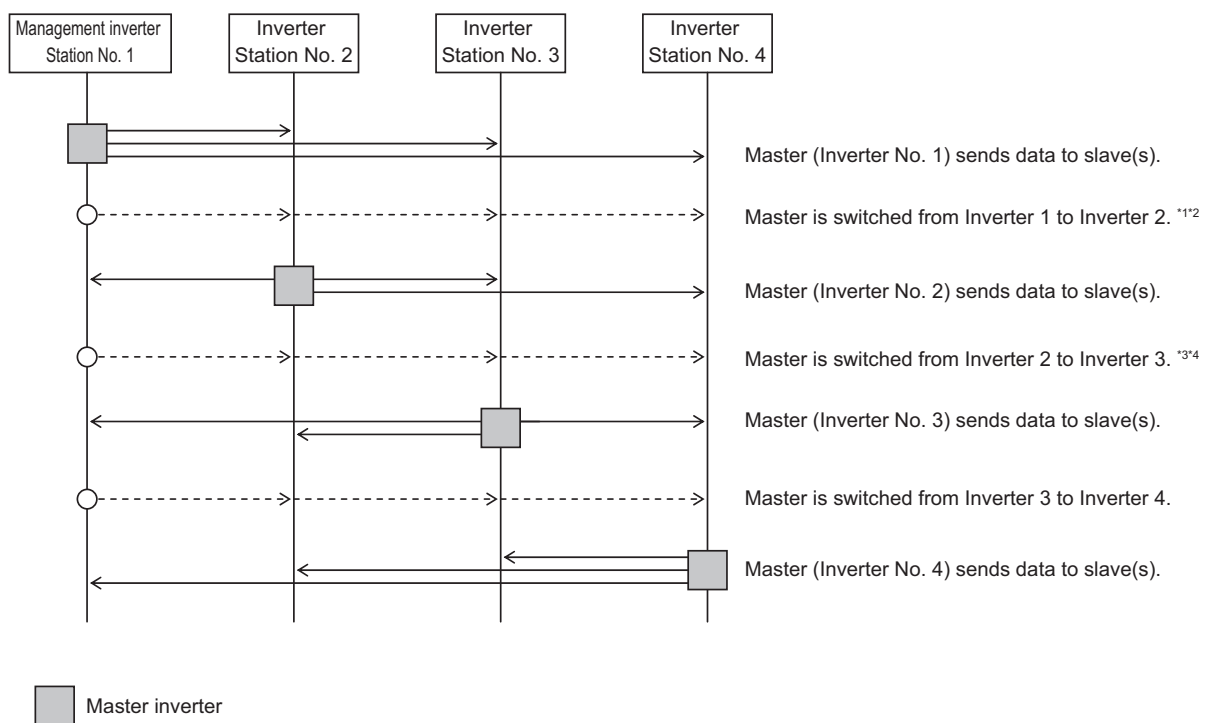 Management inverter
Station No. 1
Inverter
Station No. 2
Inverter
Station No. 3
Inverter
Station No. 4
Master (Inverter No. 1) sends data to slave(s).
Master is switched from Inverter 1 to Inverter 2. *1*2
Master (Inverter No. 2) sends data to slave(s).
Master is switched from Inverter 2 to Inverter 3. *3*4
Master (Inverter No. 3) sends data to slave(s).
Master is switched from Inverter 3 to Inverter 4.
Master (Inverter No. 4) sends data to slave(s).
Master inverter